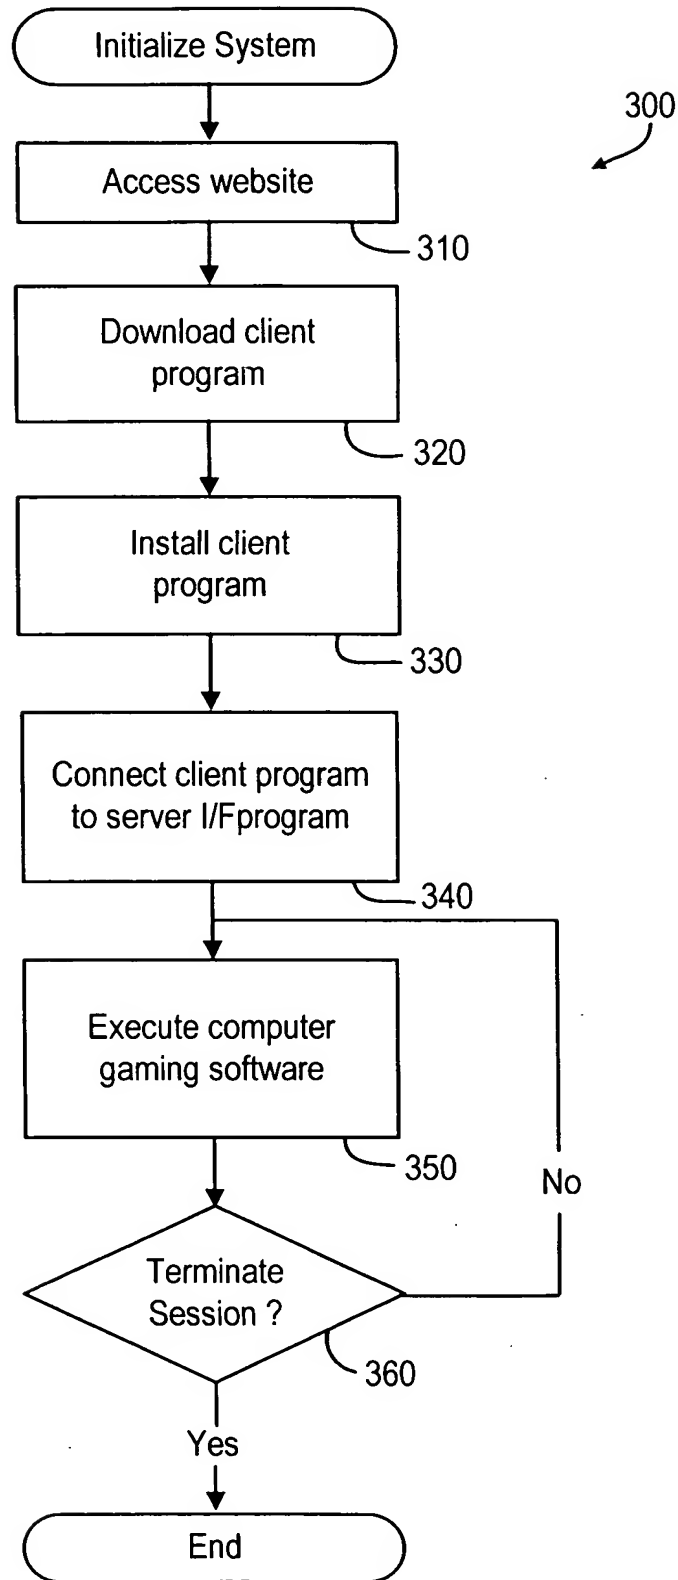 Initialize System
300
Access website
310
Download client
program
320
Install client
program
330
Connect client program
to server I/Fprogram
340
Execute computer
gaming software
350
No
Terminate
Session ?
360
Yes
End